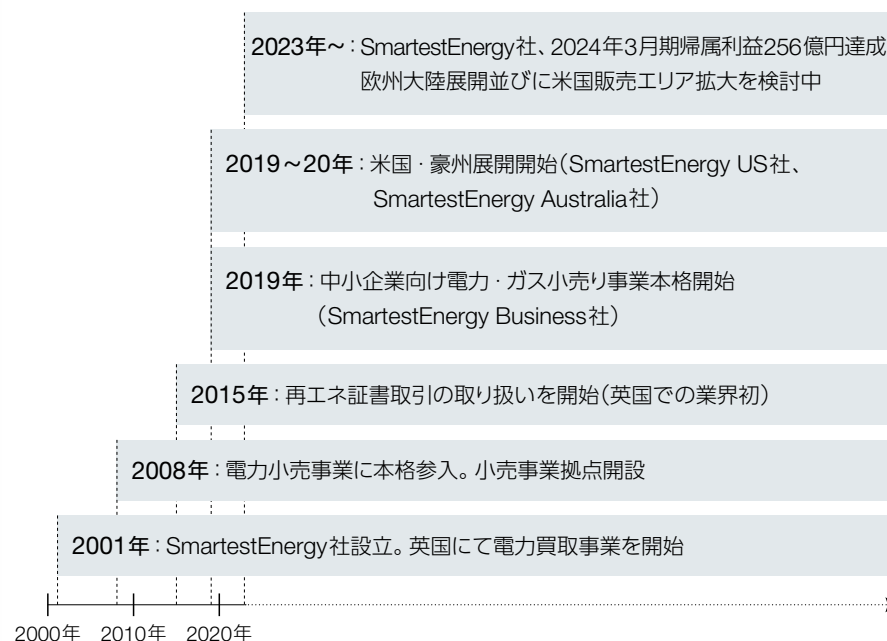 2023年~：SmartestEnergy社、2024年3月期帰属利益256億円達成
欧州大陸展開並びに米国販売エリア拡大を検討中
2019～20年：米国・豪州展開開始（SmartestEnergy US社、
SmartestEnergy Australia社）
2019年：中小企業向け電力・ガス小売り事業本格開始
（SmartestEnergy Business社）
2015年：再エネ証書取引の取り扱いを開始（英国での業界初）
2008年：電力小売事業に本格参入。小売事業拠点開設
2001年：SmartestEnergy社設立。英国にて電力買取事業を開始
2000年 2010年 2020年